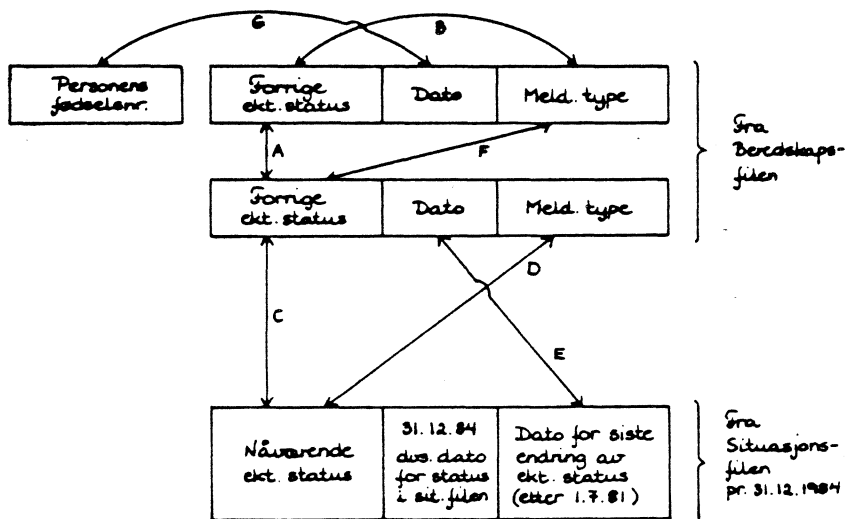 G
B
Personens
fødselsnr.
Forrige
ekt. status
Dato
Meld. type
A
F
Fra
Beredskaps-
filen
Forrige
ekt. status
Dato
Meld. type
D
C
E
Nåværende
ekt. status
31.12.84
dvs. dato
for status
i sit. filen
Dato for siste
endring av
ekt. status
(etter 1.7.81)
Fra
Situasjons-
filen
pr. 31.12.1984